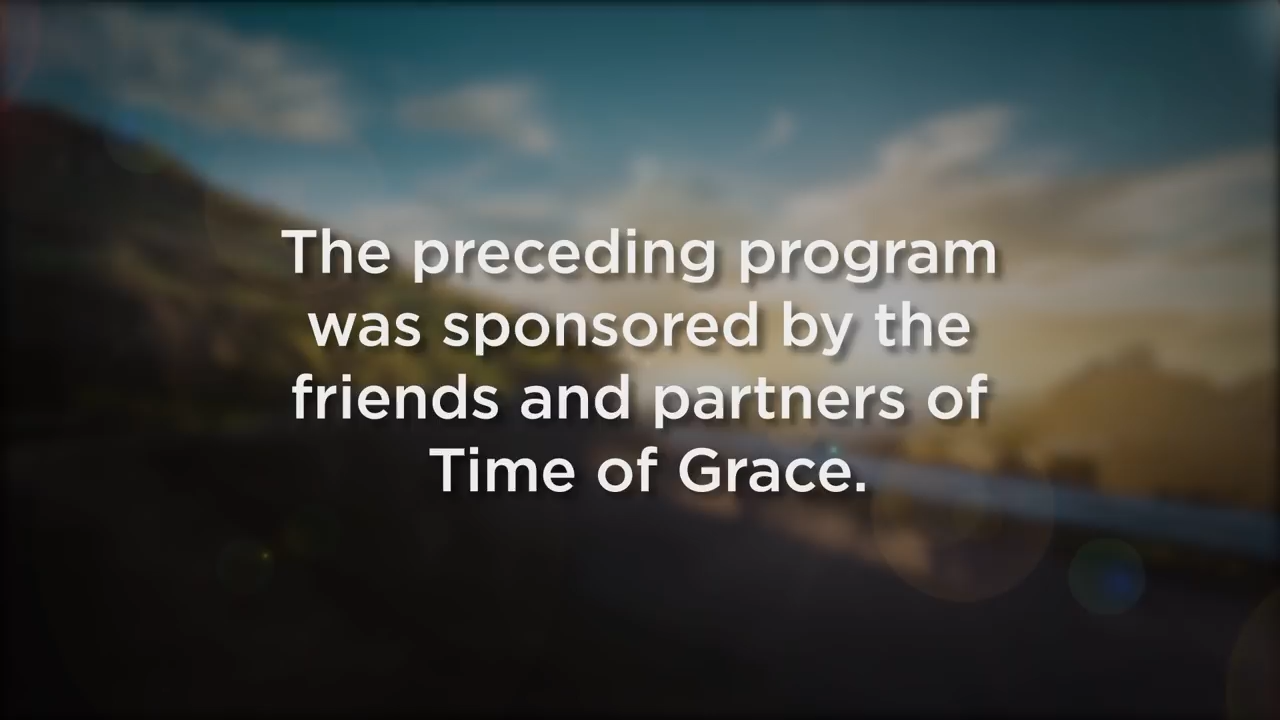 The preceding program
was sponsored by the
friends and partners of
Time of Grace.